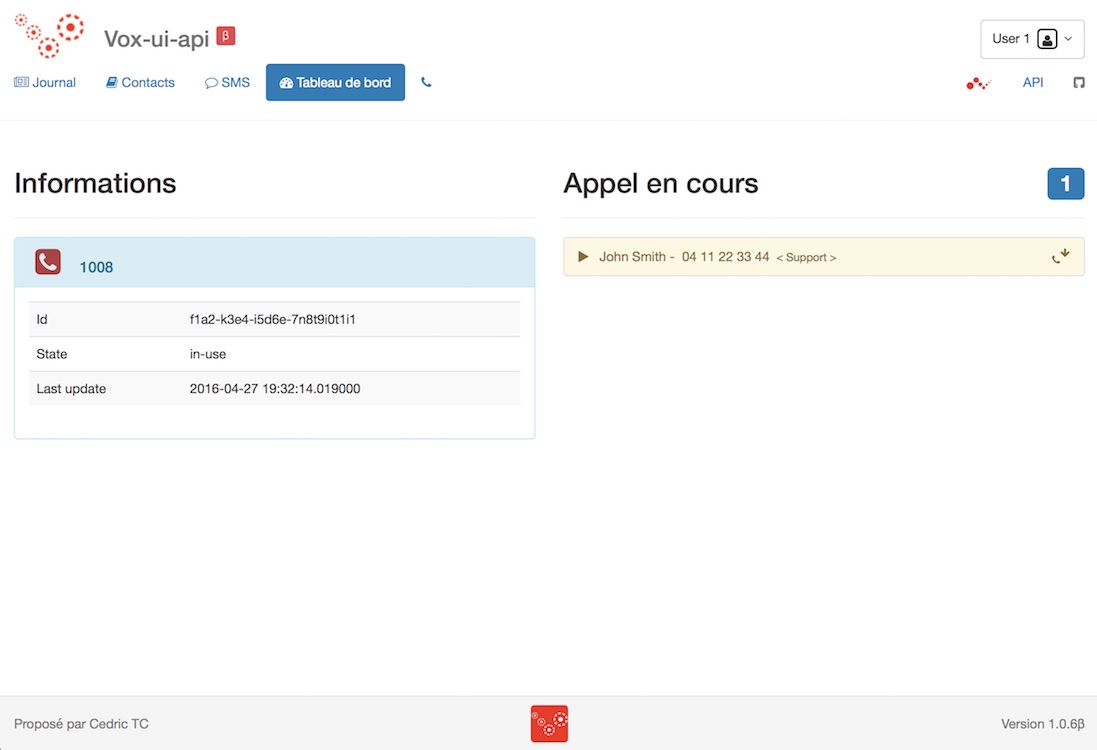 Vox-ui-api β
User 1
Journal Contacts SMS Tableau de bord
API
Informations
1008
Id f1a2-k3e4-i5d6e-7n8t9i0t1i1
State in-use
Last update 2016-04-27 19:32:14.019000
Appel en cours 1
John Smith - 04 11 22 33 44 < Support >
Proposé par Cedric TC
Version 1.0.6β